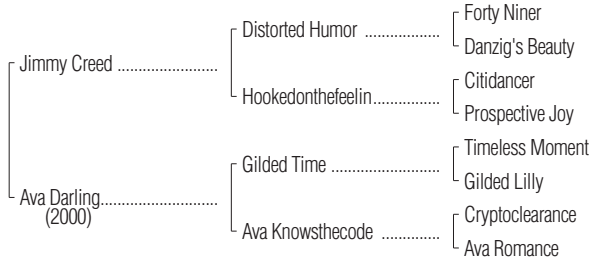 Forty Niner
Distorted Humor ..................
Danzig's Beauty
Jimmy Creed ........................
Citidancer
Hookedonthefeelin................
Prospective Joy
Timeless Moment
Gilded Time ..........................
Gilded Lilly
Ava Darling............................
(2000)
Cryptoclearance
Ava Knowsthecode ..............
Ava Romance